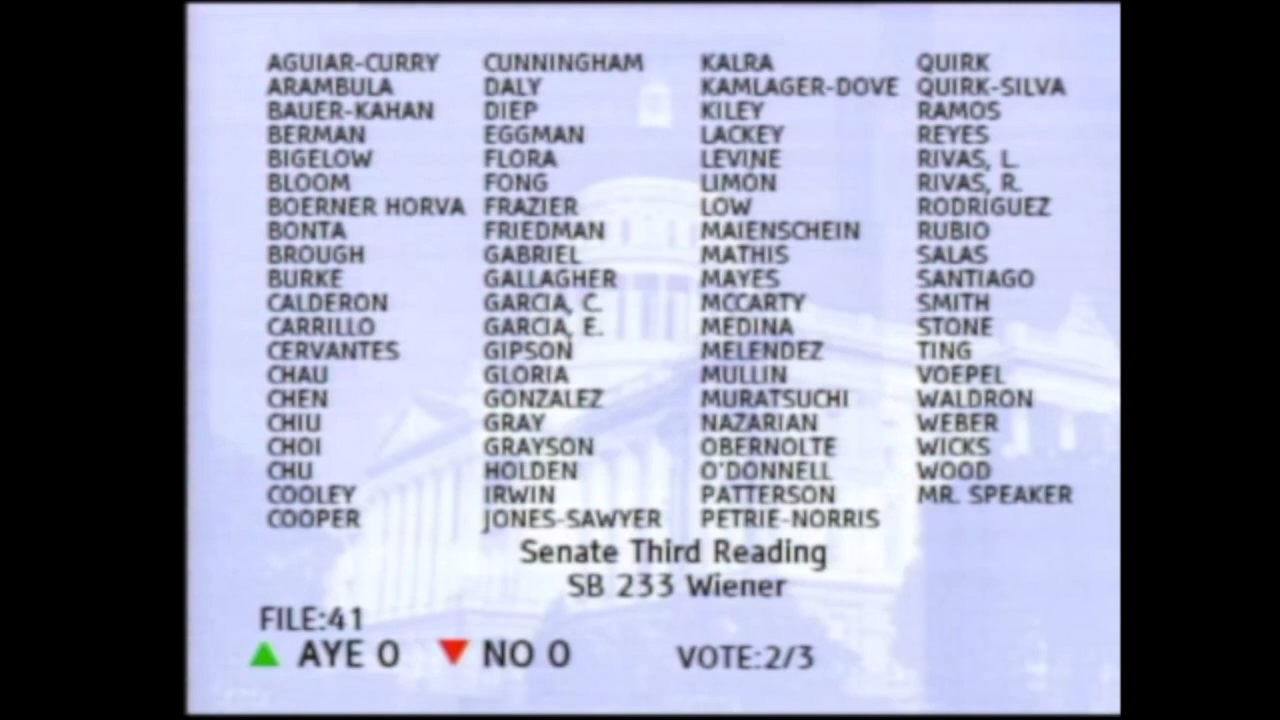 AGUIAR-CURRY CUNNINGHAM KALRA QUIRK
ARAMBULA DALY KAMLAGER-DOVE QUIRK-SILVA
BAUER-KAHAN DIEP KILEY RAMOS
BERMAN EGGMAN LACKEY REYES
BIGELOW FLORA LEVINE RIVAS, L.
BLOOM FONG LIMÓN RIVAS, R.
BOERNER HORVA FRAZIER LOW RODRIGUEZ
BONTA FRIEDMAN MAIENSCHEIN RUBIO
BROUGH GABRIEL MATHIS SALAS
BURKE GALLAGHER MAYES SANTIAGO
CALDERON GARCIA, C. MCCARTY SMITH
CARRILLO GARCIA, E. MEDINA STONE
CERVANTES GIPSON MELENDEZ TING
CHAU GLORIA MULLIN VOEPEL
CHEN GONZALEZ MURATSUCHI WALDRON
CHIU GRAY NAZARIAN WEBER
CHOI GRAYSON OBERNOLTE WICKS
CHU HOLDEN O'DONNELL WOOD
COOLEY IRWIN PATTERSON MR. SPEAKER
COOPER JONES-SAWYER PETRIE-NORRIS
Senate Third Reading
SB 233 Wiener
FILE:41
AYE 0 NO 0 VOTE:2/3